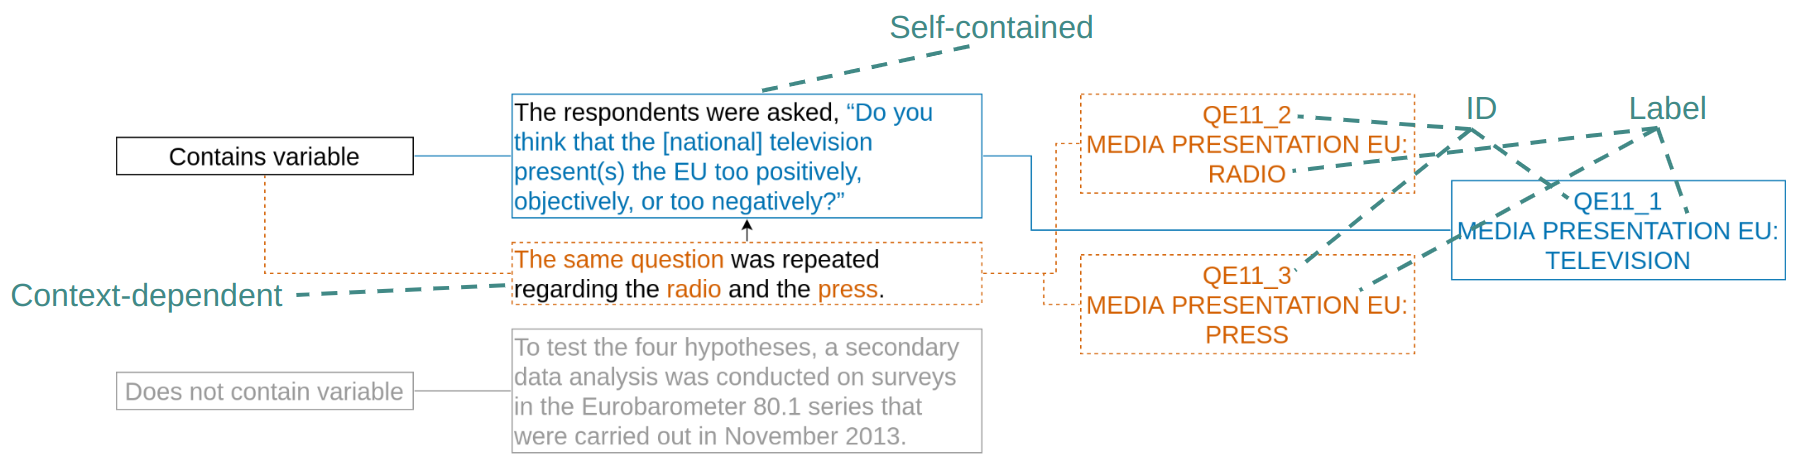 Self-contained
Contains variable
The respondents were asked, “Do you
think that the [national] television
present(s) the EU too positively,
objectively, or too negatively?”
QE11_2
MEDIA PRESENTATION EU:
RADIO
ID
Label
QE11_1
MEDIA PRESENTATION EU:
TELEVISION
Context-dependent
The same question was repeated
regarding the radio and the press.
QE11_3
MEDIA PRESENTATION EU:
PRESS
Does not contain variable
To test the four hypotheses, a secondary
data analysis was conducted on surveys
in the Eurobarometer 80.1 series that
were carried out in November 2013.